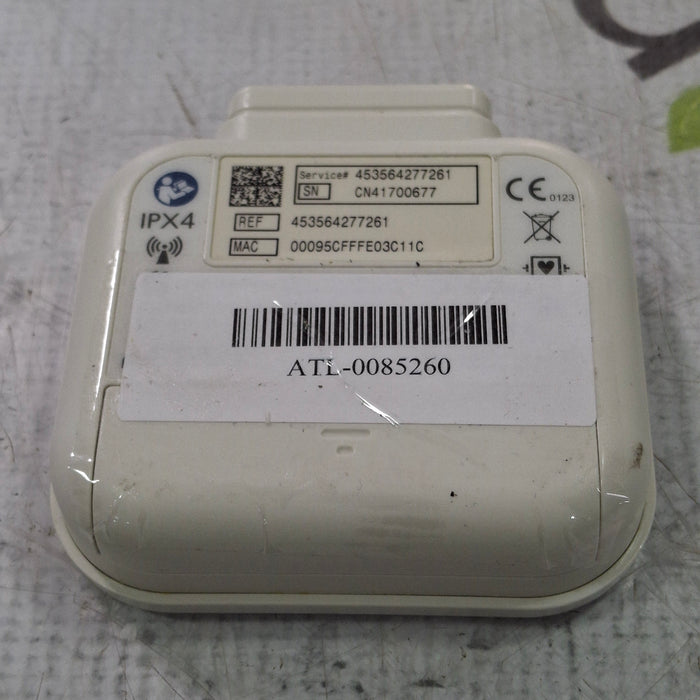 Service# 453564277261
SN CN41700677
REF 453564277261
MAC 00095CFFFE03C11C
IPX4
CE 0123
ATL-0085260